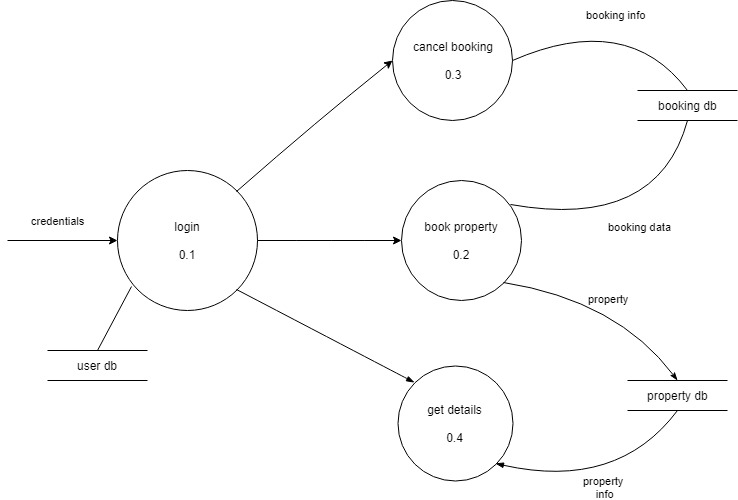 booking info
cancel booking
0.3
booking db
credentials
login
0.1
book property
0.2
booking data
property
user db
get details
0.4
property db
property
info